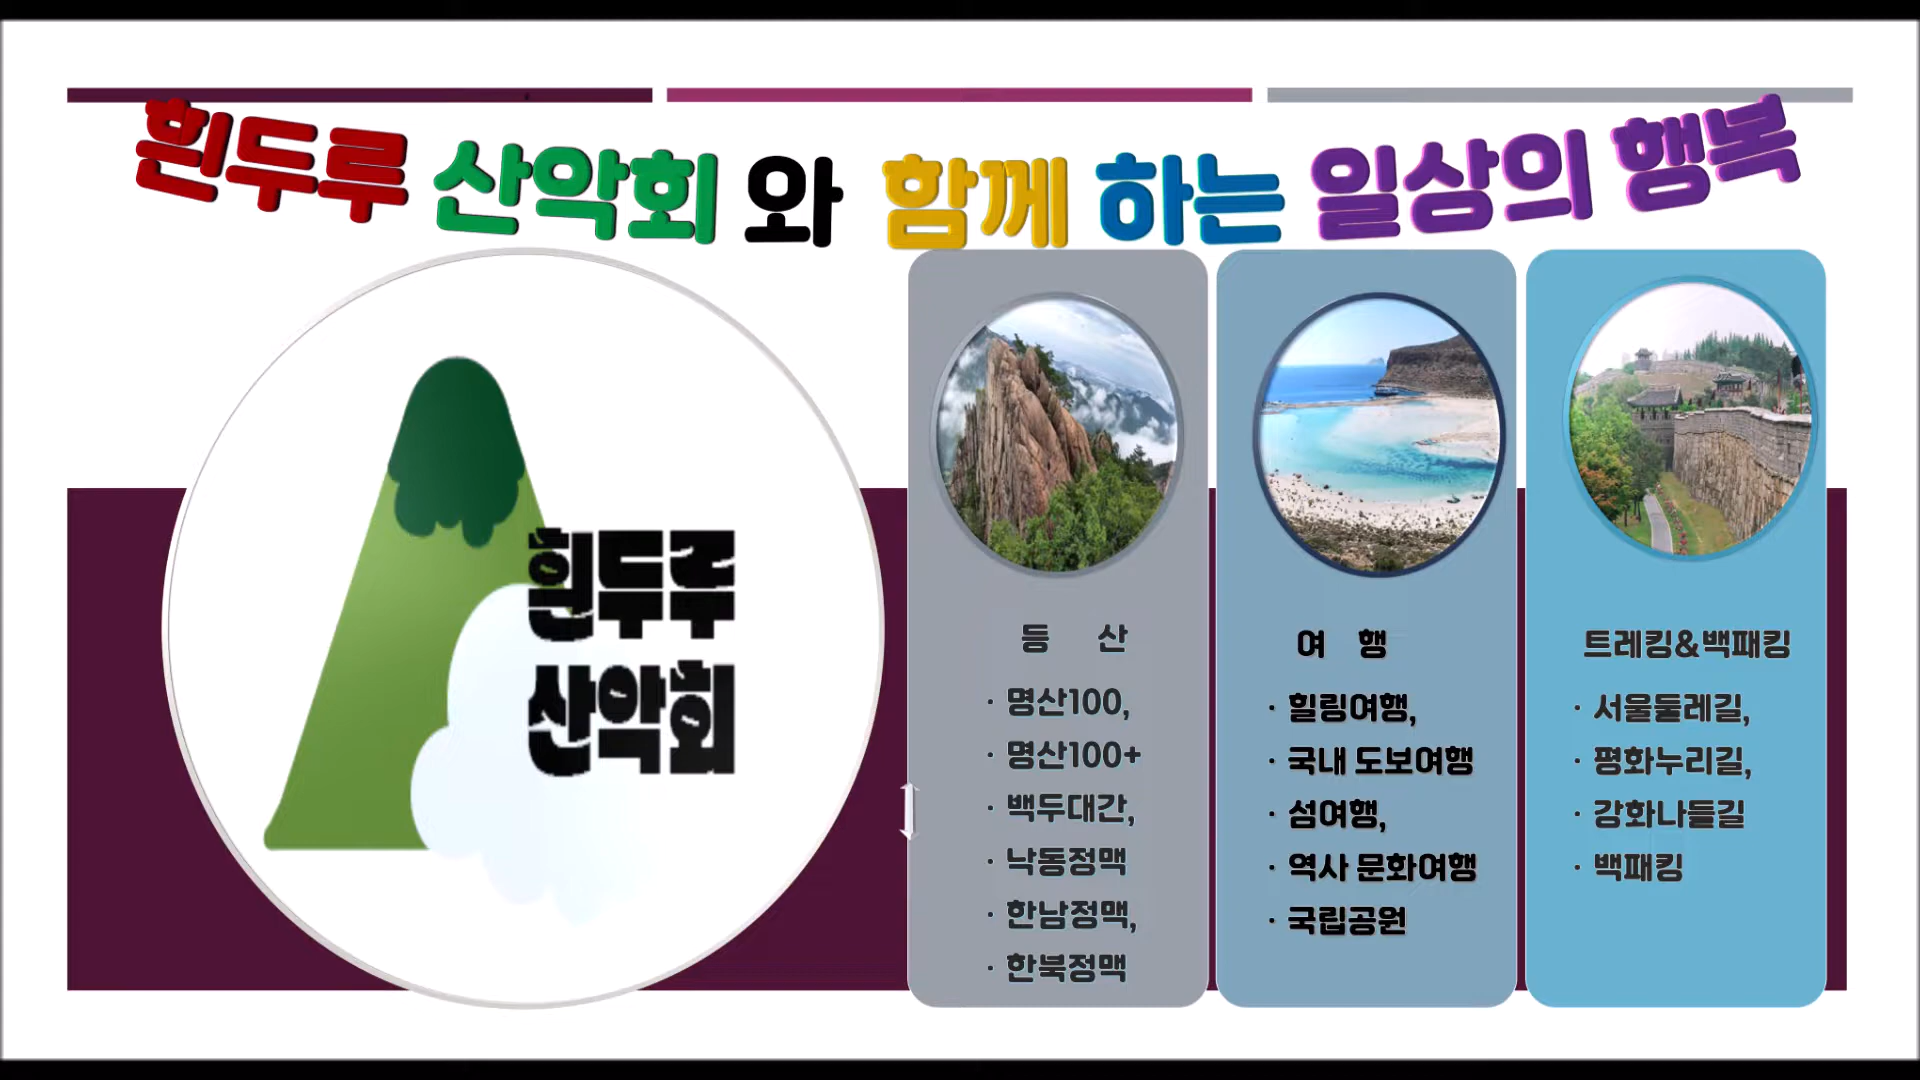 흰두루 산악회 와 함께 하는 일상의 행복
흰두루
산악회
등 산
· 명산100,
· 명산100+
· 백두대간,
· 낙동정맥
· 한남정맥,
· 한북정맥
여 행
· 힐링여행,
· 국내 도보여행
· 섬여행,
· 역사 문화여행
· 국립공원
트레킹&백패킹
· 서울둘레길,
· 평화누리길,
· 강화나들길
· 백패킹